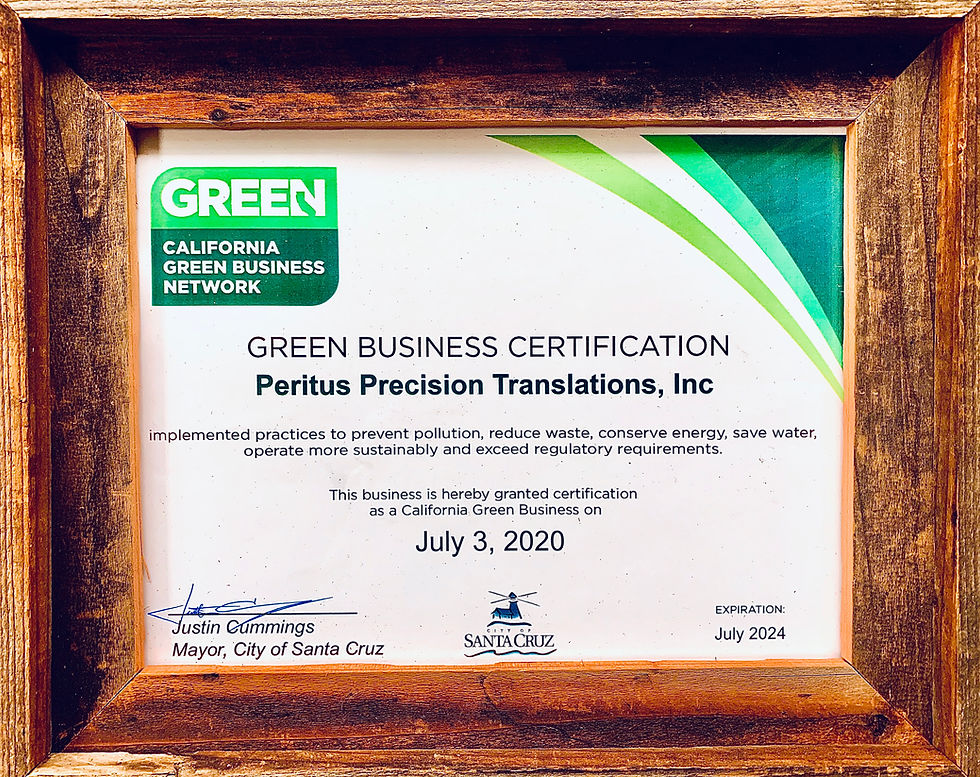 GREEN
CALIFORNIA
GREEN BUSINESS
NETWORK
GREEN BUSINESS CERTIFICATION
Peritus Precision Translations, Inc
implemented practices to prevent pollution, reduce waste, conserve energy, save water,
operate more sustainably and exceed regulatory requirements.
This business is hereby granted certification
as a California Green Business on
July 3, 2020
Justin Cummings
Mayor, City of Santa Cruz
CITY OF
SANTA CRUZ
EXPIRATION:
July 2024